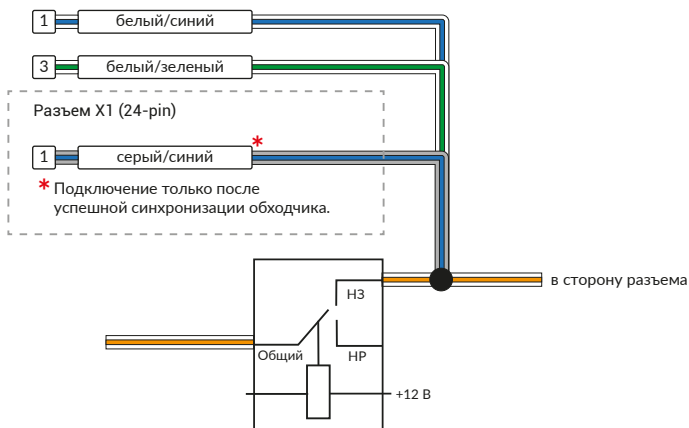 1 белый/синий
3 белый/зеленый
Разъем X1 (24-pin)
1 серый/синий *
* Подключение только после
успешной синхронизации обходчика.
в сторону разъема
НЗ
Общий НР
+12 В